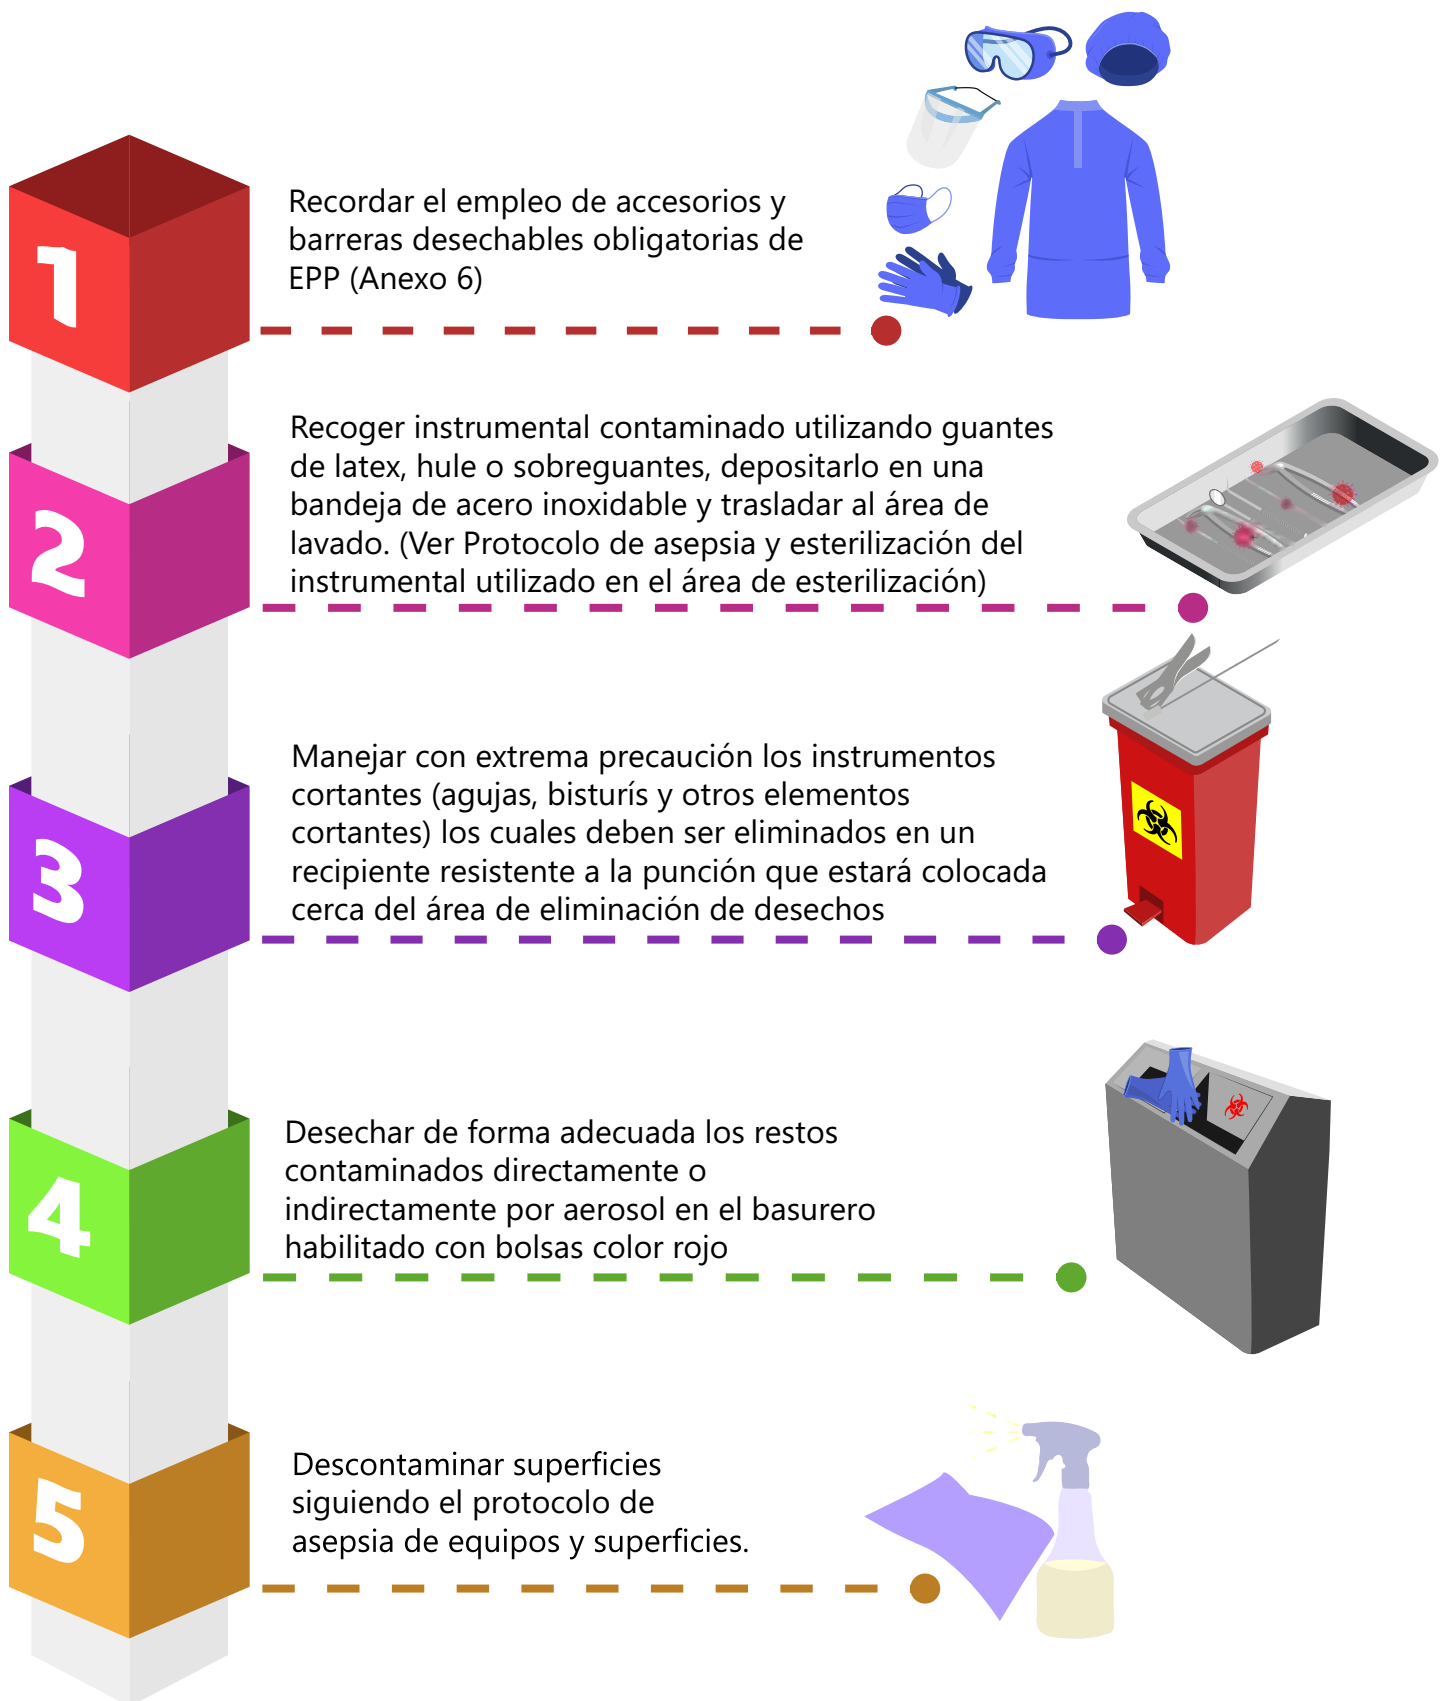 1
Recordar el empleo de accesorios y
barreras desechables obligatorias de
EPP (Anexo 6)
2
Recoger instrumental contaminado utilizando guantes
de latex, hule o sobreguantes, depositarlo en una
bandeja de acero inoxidable y trasladar al área de
lavado. (Ver Protocolo de asepsia y esterilización del
instrumental utilizado en el área de esterilización)
3
Manejar con extrema precaución los instrumentos
cortantes (agujas, bisturís y otros elementos
cortantes) los cuales deben ser eliminados en un
recipiente resistente a la punción que estará colocada
cerca del área de eliminación de desechos
4
Desechar de forma adecuada los restos
contaminados directamente o
indirectamente por aerosol en el basurero
habilitado con bolsas color rojo
5
Descontaminar superficies
siguiendo el protocolo de
asepsia de equipos y superficies.